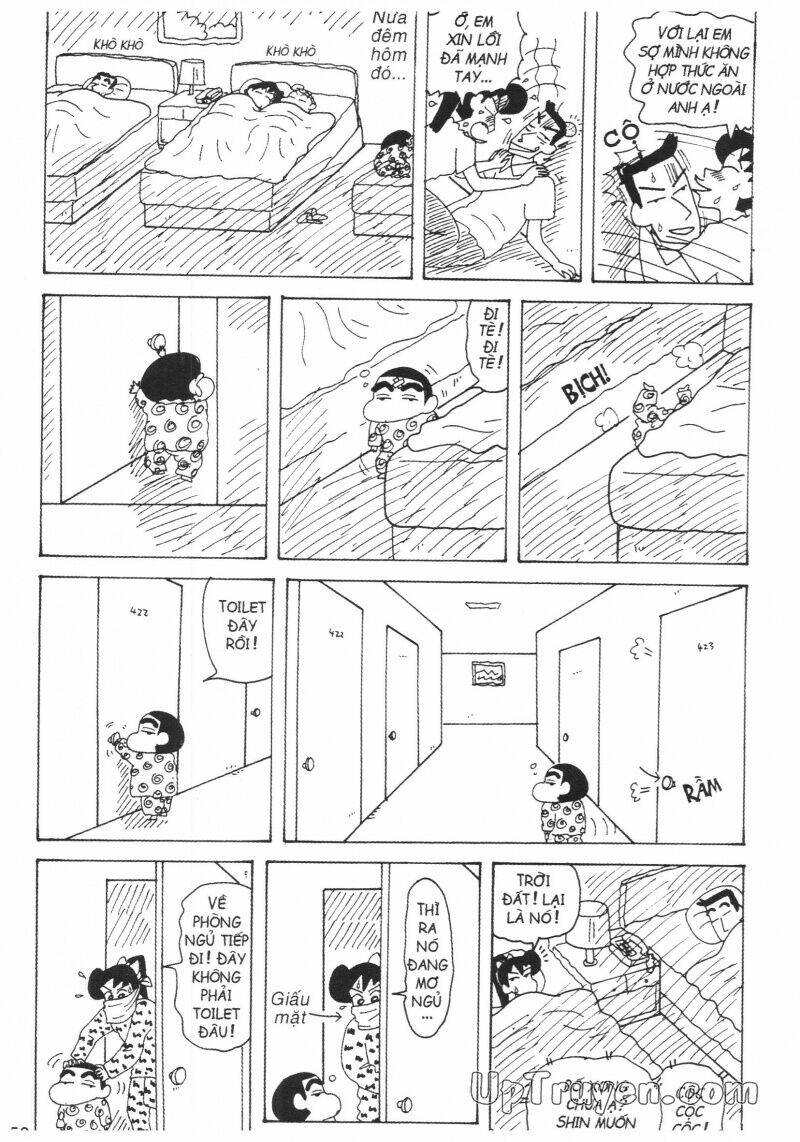 VỚI LẠI EM
SỢ MÌNH KHÔNG
HỢP THỨC ĂN
Ở NƯỚC NGOÀI
ANH Ạ!
CÔ
Ớ, EM
XIN LỖI
ĐÃ MẠNH
TAY...
Nửa
đêm
hôm
đó...
KHÒ KHÒ
KHÒ KHÒ
BỊCH!
ĐI
TÈ!
ĐI
TÈ!
423
RẦM
422
TOILET
ĐÂY
RỒI!
422
TRỜI
ĐẤT! LẠI
LÀ NÓ!
CỌC
CỐC!
CHƯA Ạ?
SHIN MUỐN
THÌ
RA
NÓ
ĐANG
MƠ
NGỦ
...
Giấu
mặt
VỀ
PHÒNG
NGỦ TIẾP
ĐI! ĐÂY
KHÔNG
PHẢI
TOILET
ĐÂU!
UpTruyen.com